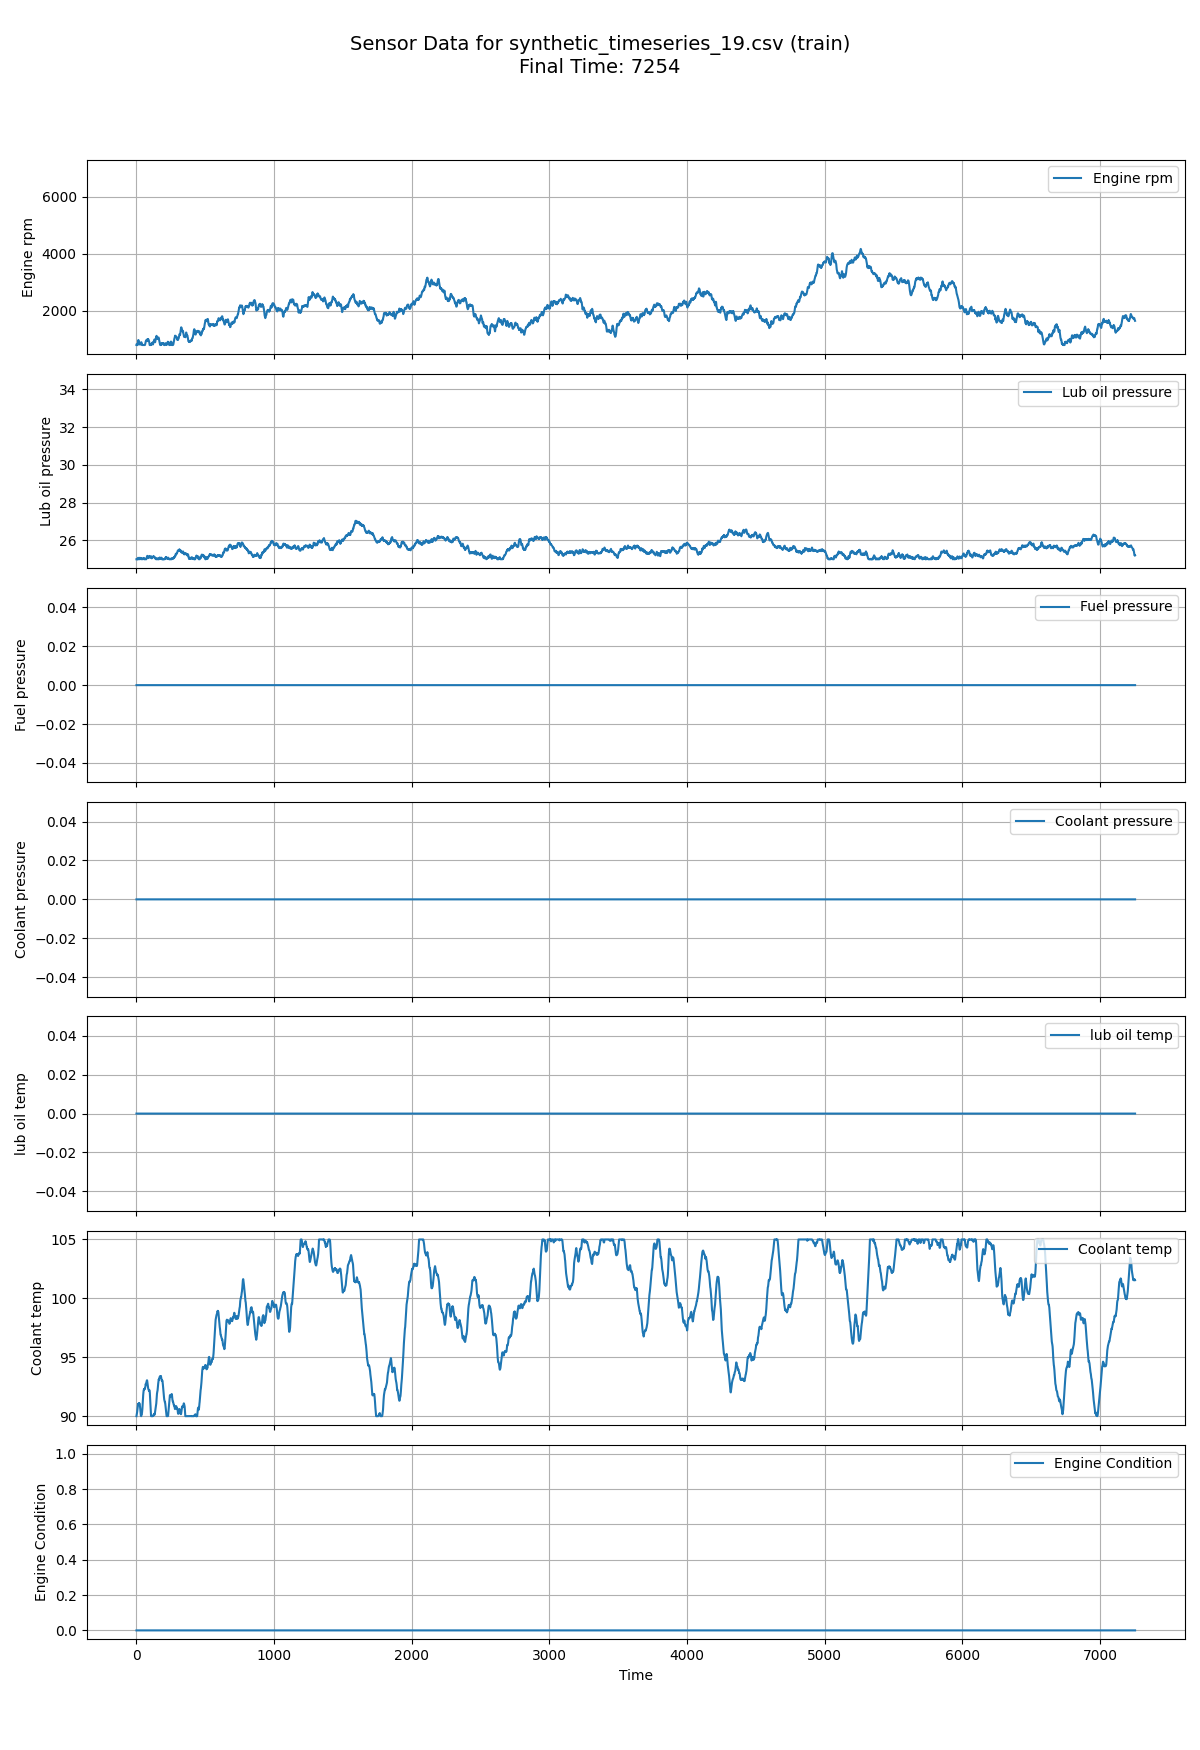 Sensor Data for synthetic_timeseries_19.csv (train)
Final Time: 7254
Engine rpm
6000
4000
2000
Engine rpm
Lub oil pressure
34
32
30
28
26
Lub oil pressure
Fuel pressure
0.04
0.02
0.00
−0.02
−0.04
Fuel pressure
Coolant pressure
0.04
0.02
0.00
−0.02
−0.04
Coolant pressure
lub oil temp
0.04
0.02
0.00
−0.02
−0.04
lub oil temp
Coolant temp
105
100
95
90
Coolant temp
Engine Condition
1.0
0.8
0.6
0.4
0.2
0.0
Engine Condition
0 1000 2000 3000 4000 5000 6000 7000
Time